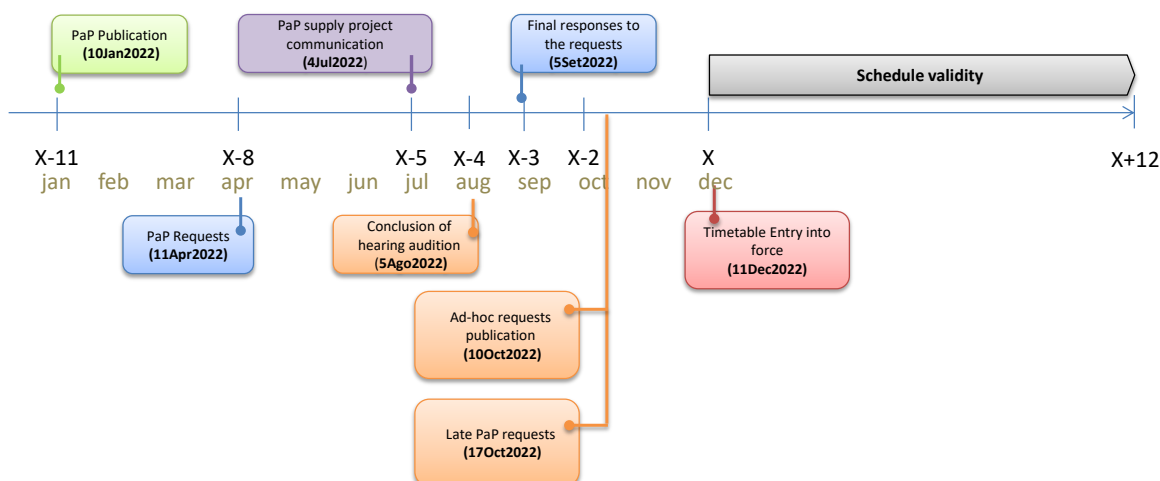 PaP Publication
(10Jan2022)
PaP supply project
communication
(4Jul2022)
Final responses to
the requests
(5Set2022)
Schedule validity
X-11
X-8
X-5
X-4
X-3
X-2
X
X+12
jan
feb
mar
apr
may
jun
jul
aug
sep
oct
nov
dec
PaP Requests
(11Apr2022)
Conclusion of
hearing audition
(5Ago2022)
Timetable Entry into
force
(11Dec2022)
Ad-hoc requests
publication
(10Oct2022)
Late PaP requests
(17Oct2022)